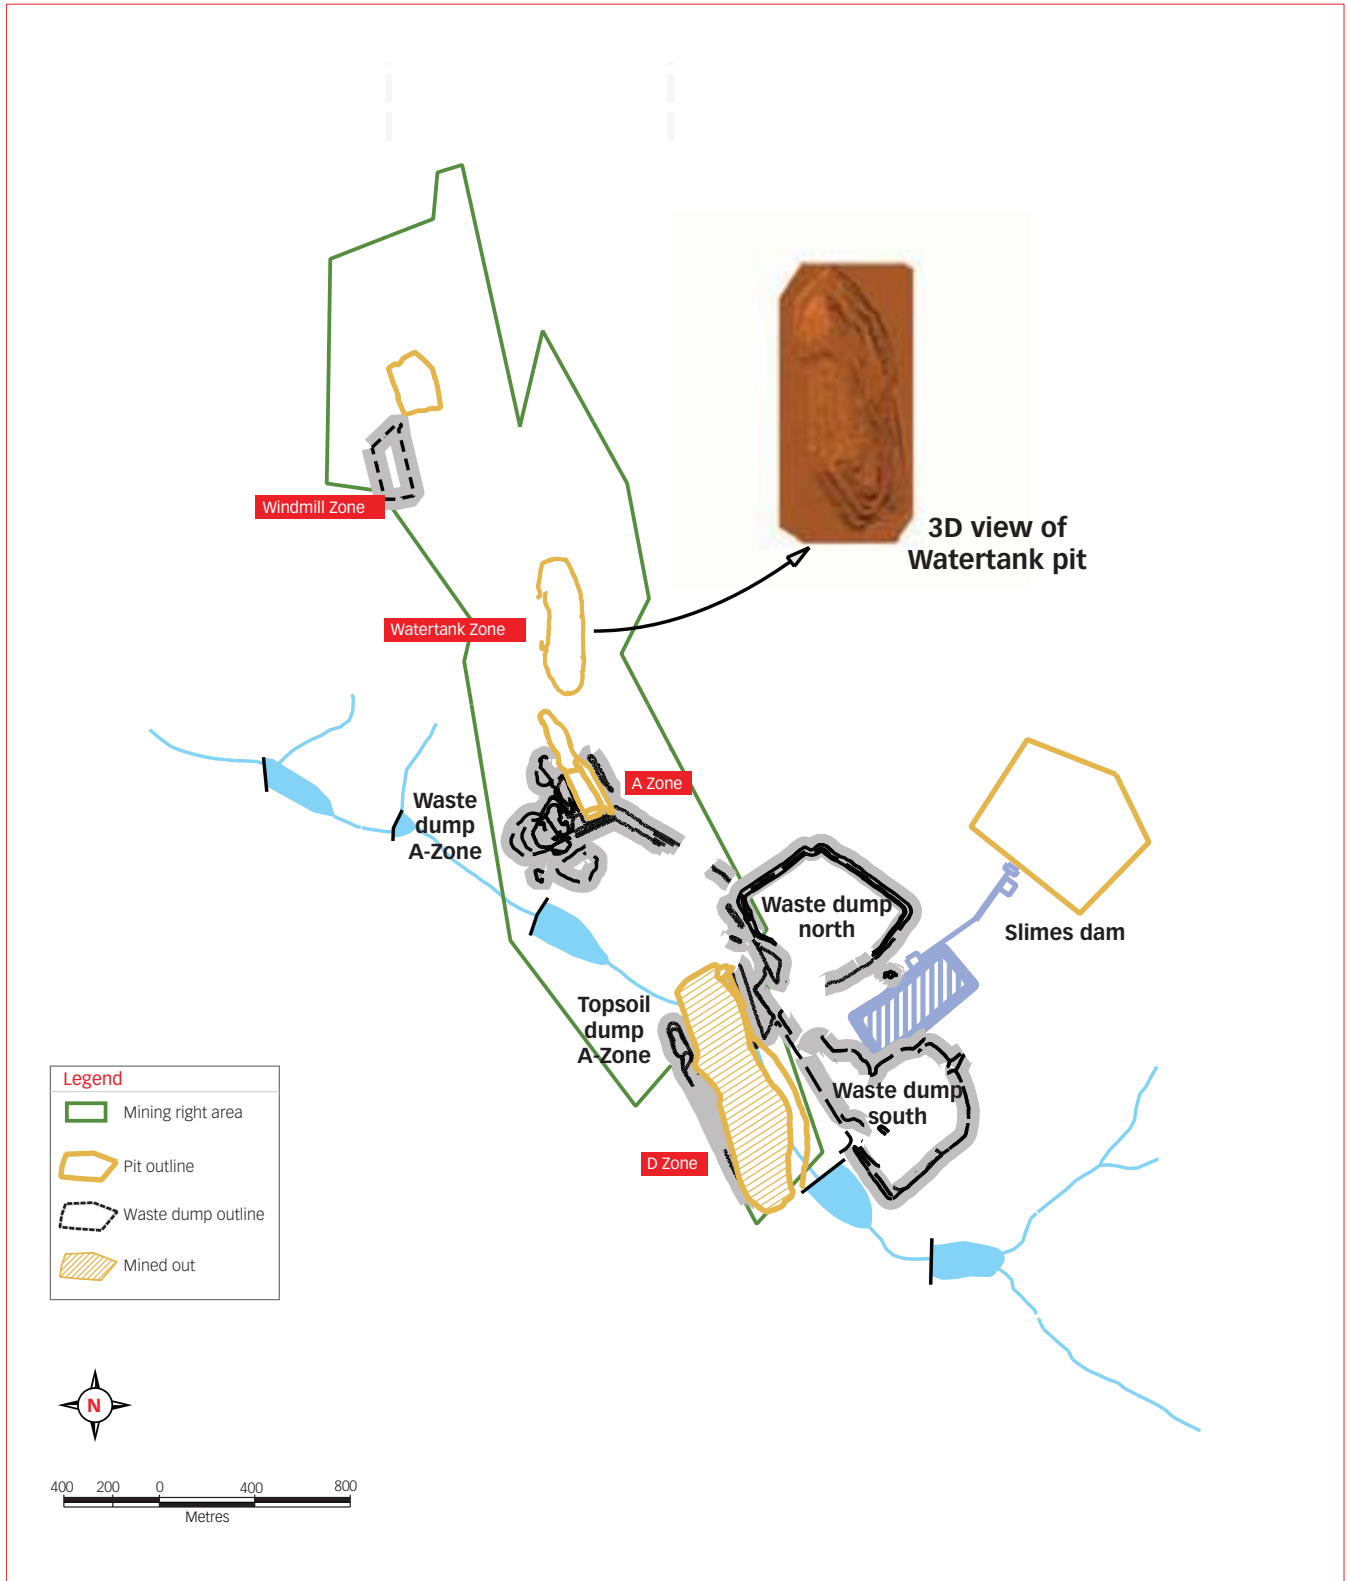 3D view of
Watertank pit
Windmill Zone
Watertank Zone
A Zone
Waste
dump
A-Zone
Waste dump
north
Slimes dam
Topsoil
dump
A-Zone
Waste dump
south
D Zone
Legend
Mining right area
Pit outline
Waste dump outline
Mined out
N
400 200 0 400 800
Metres